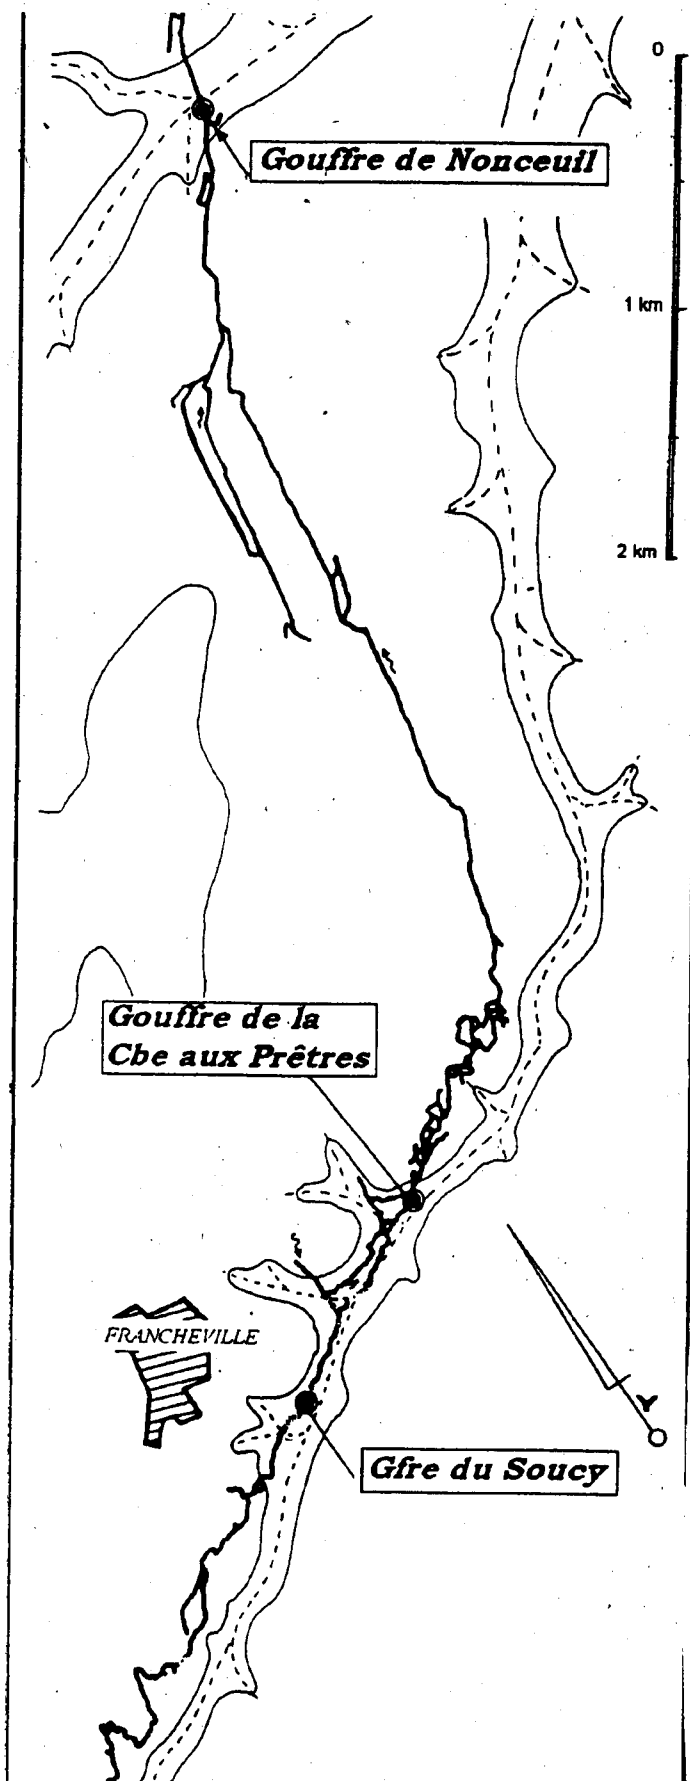 0
Gouffre de Nonceuil
1 km
2 km
Gouffre de la
Cbe aux Prêtres
FRANCHEVILLE
Gfre du Soucy